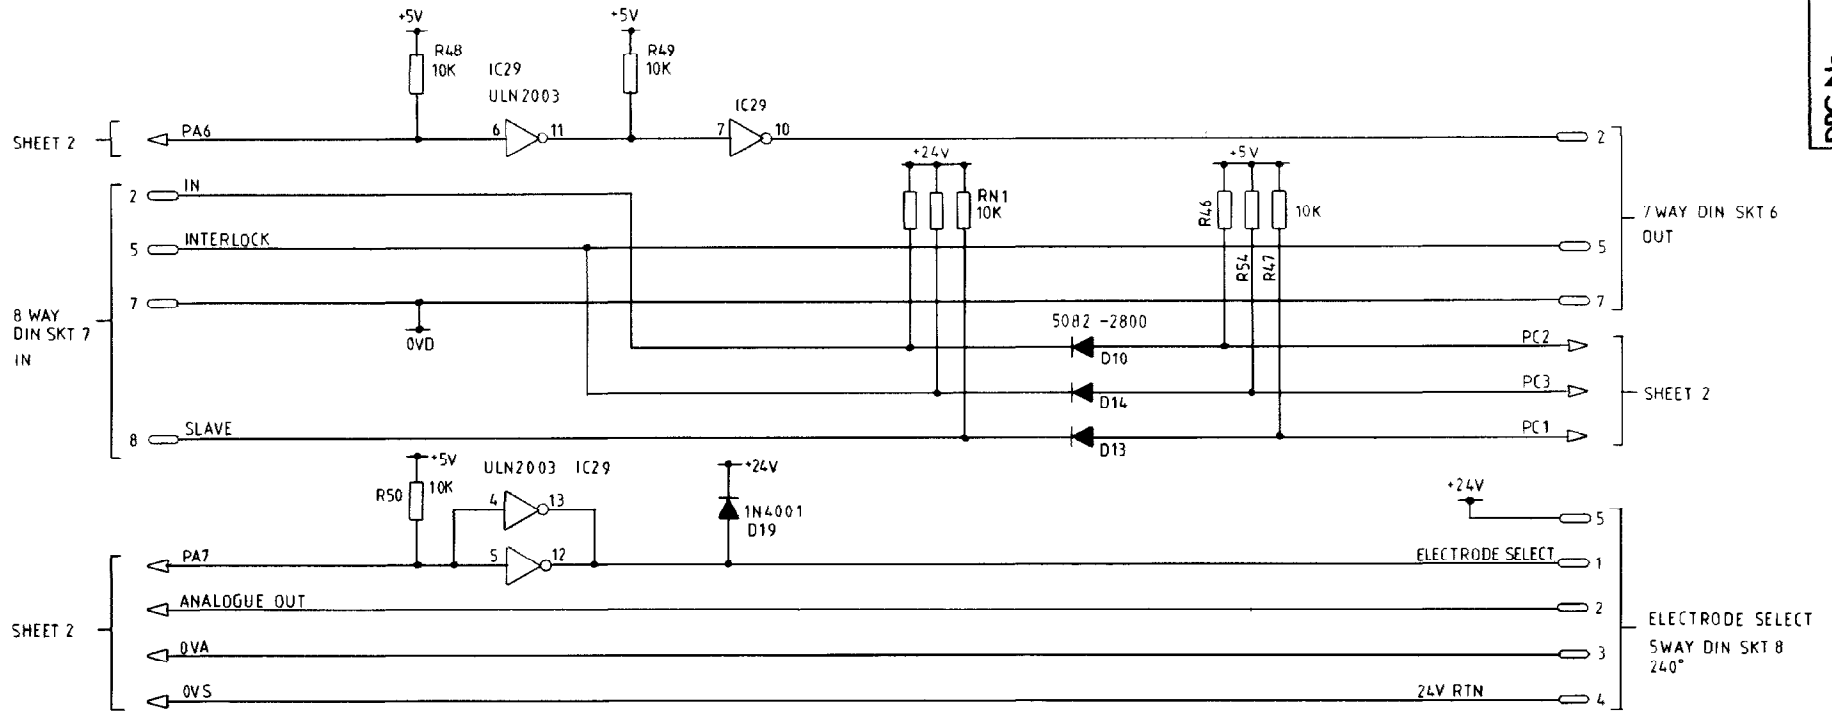 +5V
+5V
R48
10K
R49
10K
IC29
ULN2003
IC29
SHEET 2
PA6
6
11
7
10
2
+24V
+5V
2
IN
RN1
10K
R46
10K
7WAY DIN SKT 6
OUT
5
INTERLOCK
5
R54
R47
7
7
8 WAY
DIN SKT 7
IN
0VD
5082 -2800
D10
PC2
D14
PC3
SHEET 2
8
SLAVE
D13
PC1
+5V
R50
10K
ULN2003 IC29
4
13
+24V
1N4001
D19
+24V
5
PA7
5
12
ELECTRODE SELECT
1
ANALOGUE OUT
2
SHEET 2
ELECTRODE SELECT
5WAY DIN SKT 8
240°
0VA
3
0VS
24V RTN
4